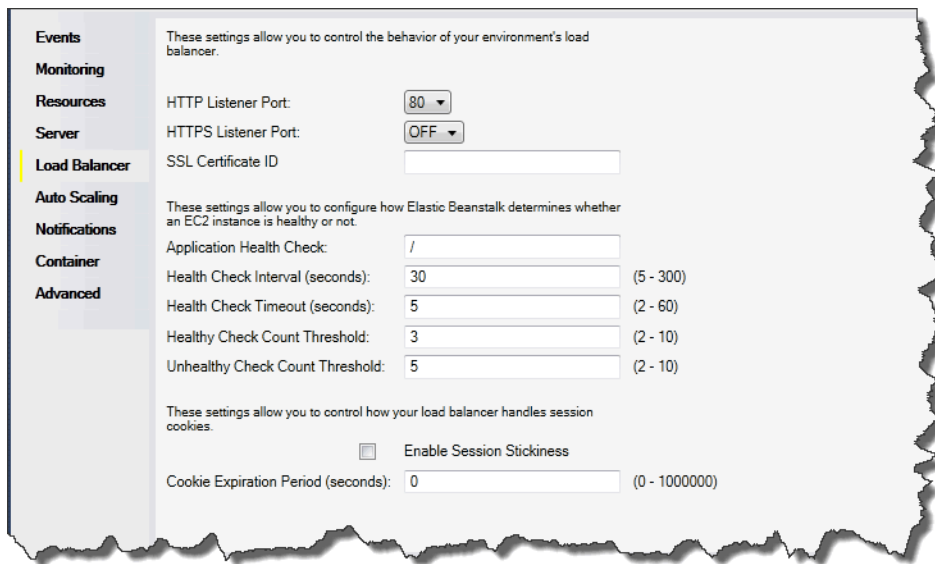 Events
Monitoring
Resources
Server
Load Balancer
Auto Scaling
Notifications
Container
Advanced
These settings allow you to control the behavior of your environment's load
balancer.
HTTP Listener Port: 80
HTTPS Listener Port: OFF
SSL Certificate ID
These settings allow you to configure how Elastic Beanstalk determines whether
an EC2 instance is healthy or not.
Application Health Check: /
Health Check Interval (seconds): 30 (5 - 300)
Health Check Timeout (seconds): 5 (2 - 60)
Healthy Check Count Threshold: 3 (2 - 10)
Unhealthy Check Count Threshold: 5 (2 - 10)
These settings allow you to control how your load balancer handles session
cookies.
Enable Session Stickiness
Cookie Expiration Period (seconds): 0 (0 - 1000000)